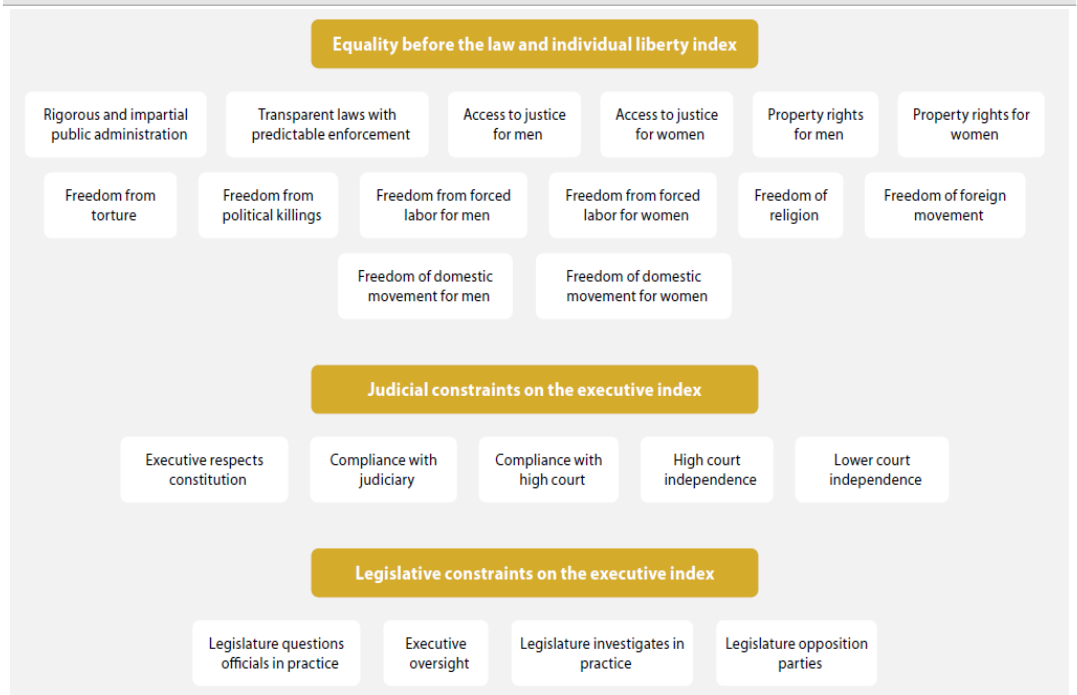 Equality before the law and individual liberty index
Rigorous and impartial
public administration
Transparent laws with
predictable enforcement
Access to justice
for men
Access to justice
for women
Property rights
for men
Property rights for
women
Freedom from
torture
Freedom from
political killings
Freedom from forced
labor for men
Freedom from forced
labor for women
Freedom of
religion
Freedom of foreign
movement
Freedom of domestic
movement for men
Freedom of domestic
movement for women
Judicial constraints on the executive index
Executive respects
constitution
Compliance with
judiciary
Compliance with
high court
High court
independence
Lower court
independence
Legislative constraints on the executive index
Legislature questions
officials in practice
Executive
oversight
Legislature investigates in
practice
Legislature opposition
parties